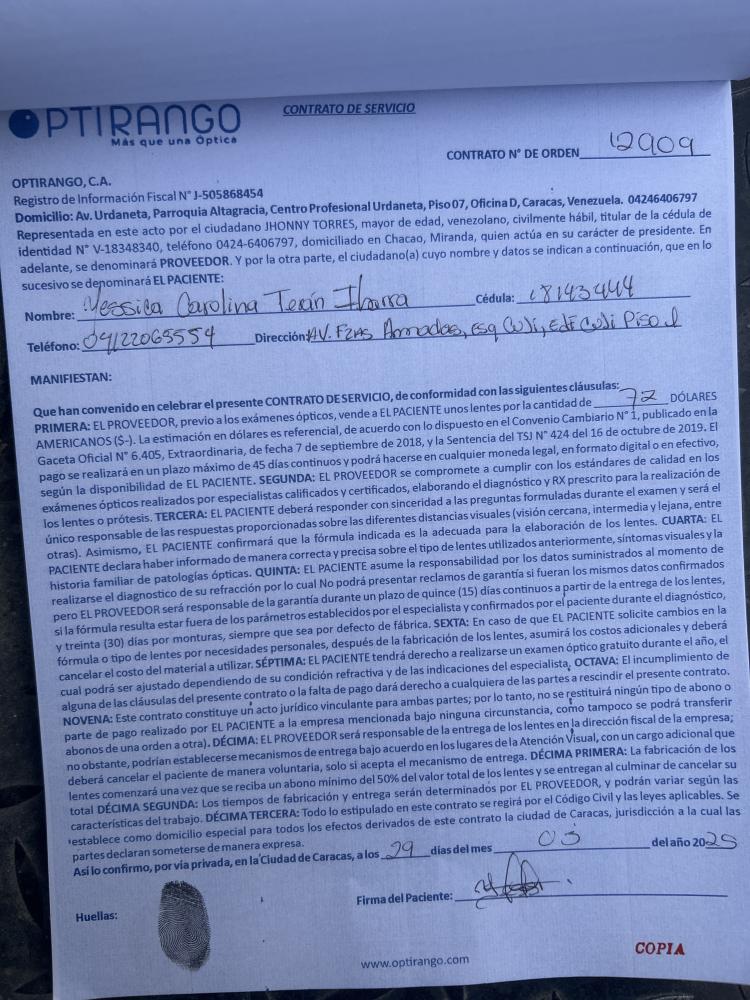 OPTIRANGO
Más que una Óptica
CONTRATO DE SERVICIO
CONTRATO N° DE ORDEN 12909
OPTIRANGO, C.A.
Registro de Información Fiscal N° J-505868454
Domicilio: Av. Urdaneta, Parroquia Altagracia, Centro Profesional Urdaneta, Piso 07, Oficina D, Caracas, Venezuela. 04246406797
Representada en este acto por el ciudadano JHONNY TORRES, mayor de edad, venezolano, civilmente hábil, titular de la cédula de
identidad N° V-18348340, teléfono 0424-6406797, domiciliado en Chacao, Miranda, quien actúa en su carácter de presidente. En
adelante, se denominará PROVEEDOR. Y por la otra parte, el ciudadano(a) cuyo nombre y datos se indican a continuación, que en lo
sucesivo se denominará EL PACIENTE:
Nombre: Yessica Carolina Terán Ibarra Cédula: 18143444
Teléfono: 04122065554 Dirección: AV. Fzas Armadas, esq Cují, Edf Cují Piso 1
MANIFIESTAN:
Que han convenido en celebrar el presente CONTRATO DE SERVICIO, de conformidad con las siguientes cláusulas:
PRIMERA: EL PROVEEDOR, previo a los exámenes ópticos, vende a EL PACIENTE unos lentes por la cantidad de 72 DÓLARES
AMERICANOS ($-). La estimación en dólares es referencial, de acuerdo con lo dispuesto en el Convenio Cambiario N° 1, publicado en la
Gaceta Oficial N° 6.405, Extraordinaria, de fecha 7 de septiembre de 2018, y la Sentencia del TSJ N° 424 del 16 de octubre de 2019. El
pago se realizará en un plazo máximo de 45 días continuos y podrá hacerse en cualquier moneda legal, en formato digital o en efectivo,
según la disponibilidad de EL PACIENTE. SEGUNDA: EL PROVEEDOR se compromete a cumplir con los estándares de calidad en los
exámenes ópticos realizados por especialistas calificados y certificados, elaborando el diagnóstico y RX prescrito para la realización de
los lentes o prótesis. TERCERA: EL PACIENTE deberá responder con sinceridad a las preguntas formuladas durante el examen y será el
único responsable de las respuestas proporcionadas sobre las diferentes distancias visuales (visión cercana, intermedia y lejana, entre
otras). Asimismo, EL PACIENTE confirmará que la fórmula indicada es la adecuada para la elaboración de los lentes. CUARTA: EL
PACIENTE declara haber informado de manera correcta y precisa sobre el tipo de lentes utilizados anteriormente, síntomas visuales y la
historia familiar de patologías ópticas. QUINTA: EL PACIENTE asume la responsabilidad por los datos suministrados al momento de
realizarse el diagnostico de su refracción por lo cual No podrá presentar reclamos de garantía si fueran los mismos datos confirmados
pero EL PROVEEDOR será responsable de la garantía durante un plazo de quince (15) días continuos a partir de la entrega de los lentes,
si la fórmula resulta estar fuera de los parámetros establecidos por el especialista y confirmados por el paciente durante el diagnóstico,
y treinta (30) días por monturas, siempre que sea por defecto de fábrica. SEXTA: En caso de que EL PACIENTE solicite cambios en la
fórmula o tipo de lentes por necesidades personales, después de la fabricación de los lentes, asumirá los costos adicionales y deberá
cancelar el costo del material a utilizar. SÉPTIMA: EL PACIENTE tendrá derecho a realizarse un examen óptico gratuito durante el año, el
cual podrá ser ajustado dependiendo de su condición refractiva y de las indicaciones del especialista. OCTAVA: El incumplimiento de
alguna de las cláusulas del presente contrato o la falta de pago dará derecho a cualquiera de las partes a rescindir el presente contrato.
NOVENA: Este contrato constituye un acto jurídico vinculante para ambas partes; por lo tanto, no se restituirá ningún tipo de abono o
parte de pago realizado por EL PACIENTE a la empresa mencionada bajo ninguna circunstancia, como tampoco se podrá transferir
abonos de una orden a otra). DÉCIMA: EL PROVEEDOR será responsable de la entrega de los lentes en la dirección fiscal de la empresa;
no obstante, podrían establecerse mecanismos de entrega bajo acuerdo en los lugares de la Atención Visual, con un cargo adicional que
deberá cancelar el paciente de manera voluntaria, solo si acepta el mecanismo de entrega. DÉCIMA PRIMERA: La fabricación de los
lentes comenzará una vez que se reciba un abono mínimo del 50% del valor total de los lentes y se entregan al culminar de cancelar su
total DÉCIMA SEGUNDA: Los tiempos de fabricación y entrega serán determinados por EL PROVEEDOR, y podrán variar según las
características del trabajo. DÉCIMA TERCERA: Todo lo estipulado en este contrato se regirá por el Código Civil y las leyes aplicables. Se
establece como domicilio especial para todos los efectos derivados de este contrato la ciudad de Caracas, jurisdicción a la cual las
partes declaran someterse de manera expresa.
Así lo confirmo, por vía privada, en la Ciudad de Caracas, a los 29 días del mes 03 del año 2025
Huellas:
Firma del Paciente:
COPIA
www.optirango.com